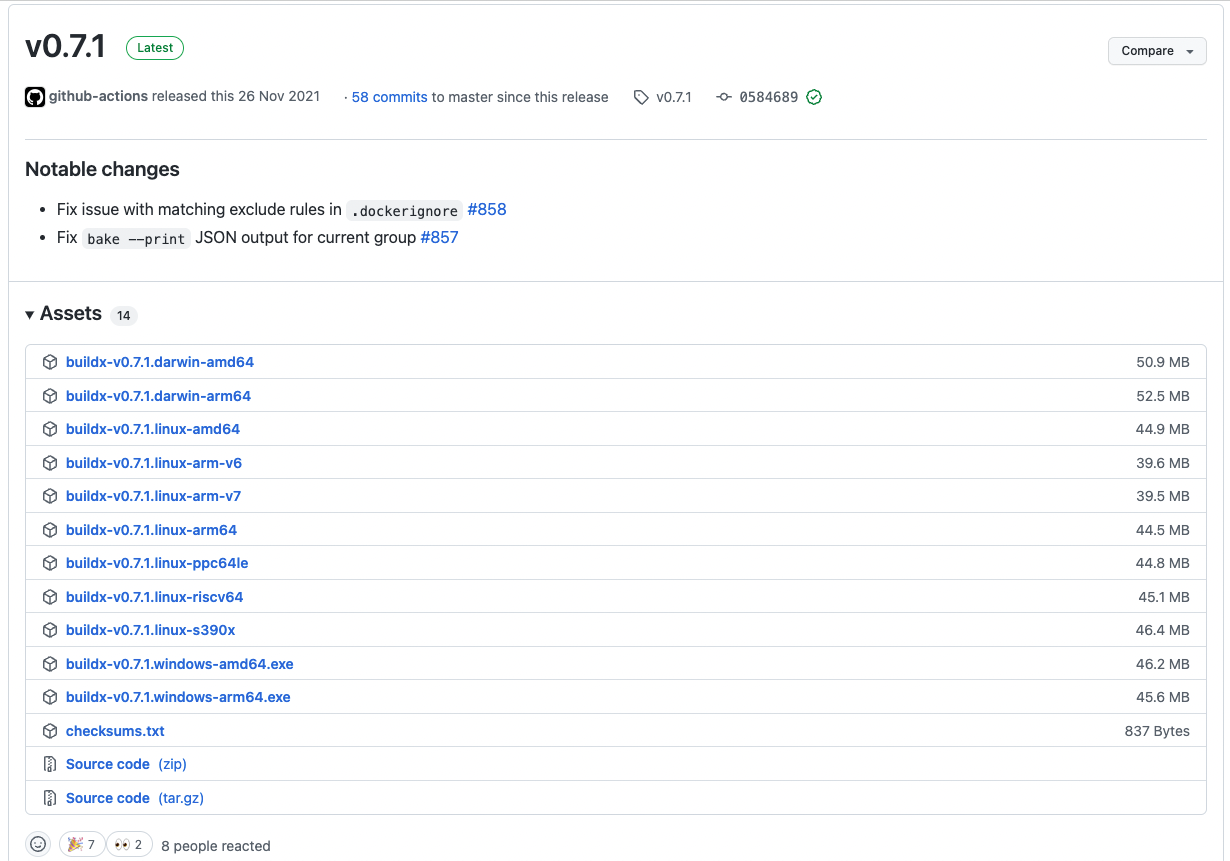 v0.7.1 Latest Compare
github-actions released this 26 Nov 2021 · 58 commits to master since this release v0.7.1 0584689
Notable changes
• Fix issue with matching exclude rules in .dockerignore #858
• Fix bake --print JSON output for current group #857
Assets 14
buildx-v0.7.1.darwin-amd64 50.9 MB
buildx-v0.7.1.darwin-arm64 52.5 MB
buildx-v0.7.1.linux-amd64 44.9 MB
buildx-v0.7.1.linux-arm-v6 39.6 MB
buildx-v0.7.1.linux-arm-v7 39.5 MB
buildx-v0.7.1.linux-arm64 44.5 MB
buildx-v0.7.1.linux-ppc64le 44.8 MB
buildx-v0.7.1.linux-riscv64 45.1 MB
buildx-v0.7.1.linux-s390x 46.4 MB
buildx-v0.7.1.windows-amd64.exe 46.2 MB
buildx-v0.7.1.windows-arm64.exe 45.6 MB
checksums.txt 837 Bytes
Source code (zip)
Source code (tar.gz)
🎉 7 👀 2 8 people reacted